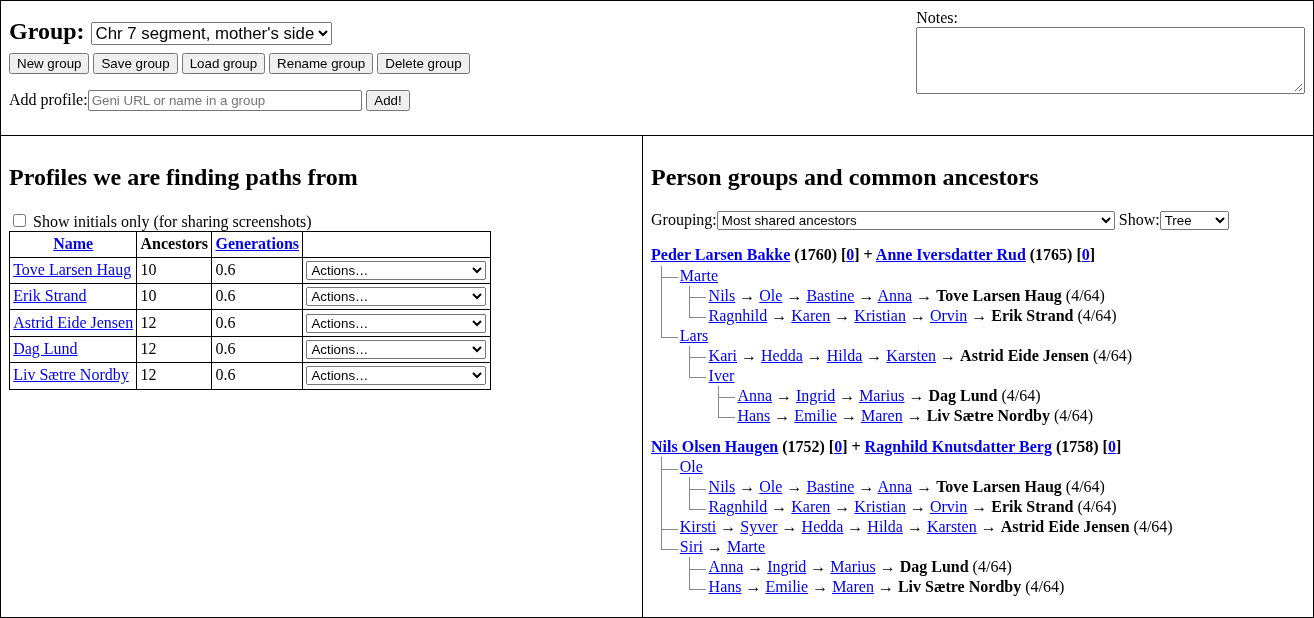 Group: Chr 7 segment, mother's side
New group Save group Load group Rename group Delete group
Add profile: Geni URL or name in a group Add!
Notes:
Profiles we are finding paths from
Show initials only (for sharing screenshots)
Name Ancestors Generations
Tove Larsen Haug 10 0.6 Actions…
Erik Strand 10 0.6 Actions…
Astrid Eide Jensen 12 0.6 Actions…
Dag Lund 12 0.6 Actions…
Liv Sætre Nordby 12 0.6 Actions…
Person groups and common ancestors
Grouping: Most shared ancestors Show: Tree
Peder Larsen Bakke (1760) [0] + Anne Iversdatter Rud (1765) [0]
Marte
Nils → Ole → Bastine → Anna → Tove Larsen Haug (4/64)
Ragnhild → Karen → Kristian → Orvin → Erik Strand (4/64)
Lars
Kari → Hedda → Hilda → Karsten → Astrid Eide Jensen (4/64)
Iver
Anna → Ingrid → Marius → Dag Lund (4/64)
Hans → Emilie → Maren → Liv Sætre Nordby (4/64)
Nils Olsen Haugen (1752) [0] + Ragnhild Knutsdatter Berg (1758) [0]
Ole
Nils → Ole → Bastine → Anna → Tove Larsen Haug (4/64)
Ragnhild → Karen → Kristian → Orvin → Erik Strand (4/64)
Kirsti → Syver → Hedda → Hilda → Karsten → Astrid Eide Jensen (4/64)
Siri → Marte
Anna → Ingrid → Marius → Dag Lund (4/64)
Hans → Emilie → Maren → Liv Sætre Nordby (4/64)